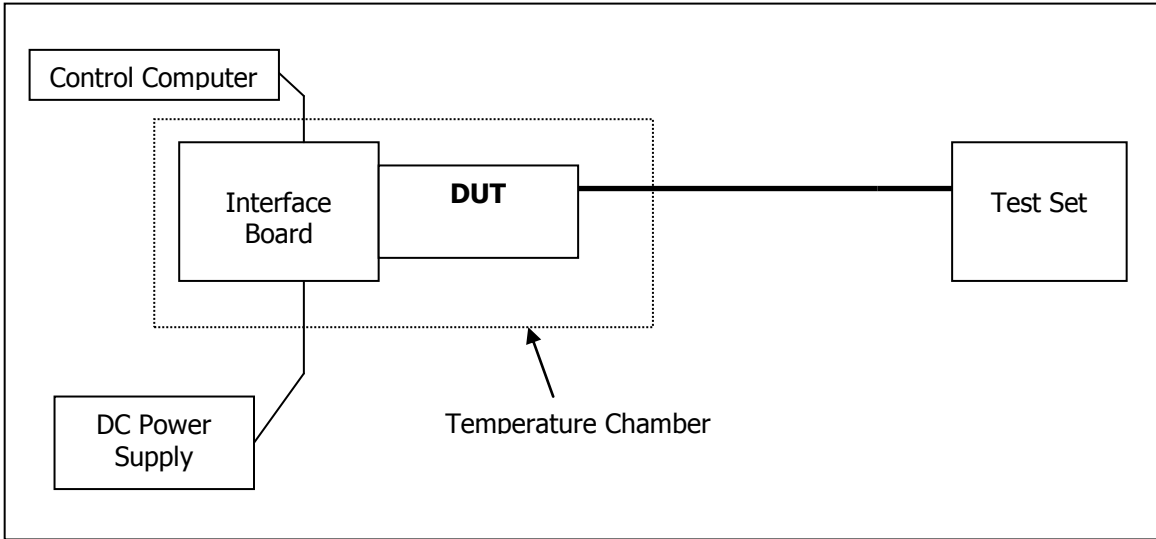 Control Computer
Interface
Board
DUT
Test Set
DC Power
Supply
Temperature Chamber